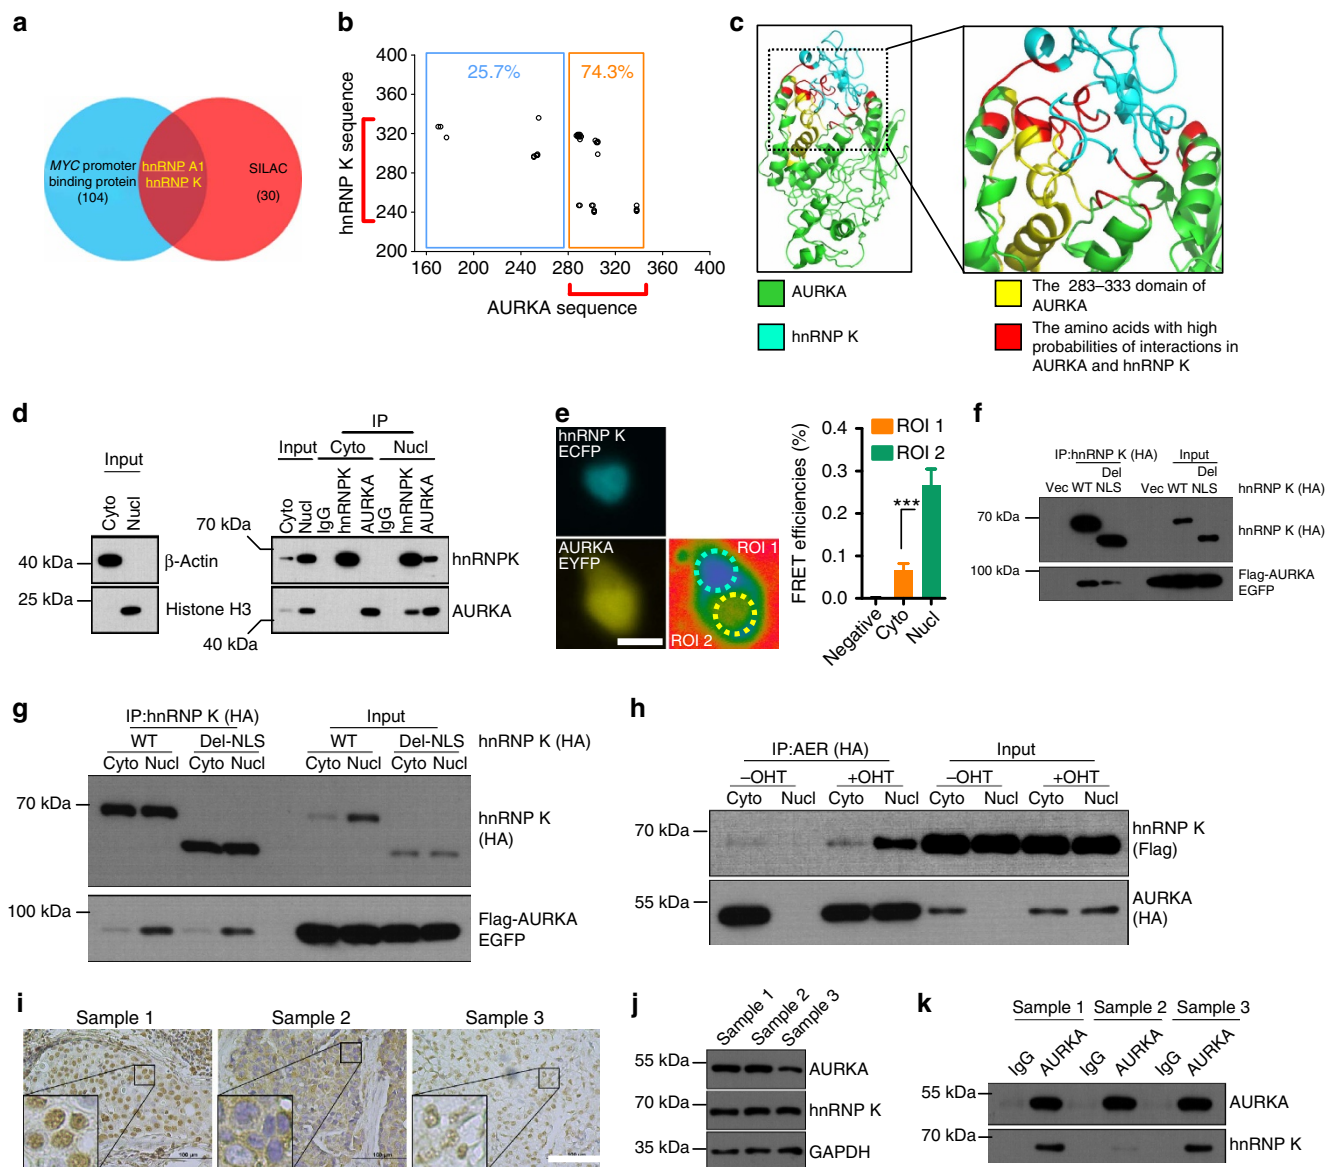 a
MYC promoter
binding protein
(104)
hnRNP A1
hnRNP K
SILAC
(30)
b
hnRNP K sequence
400
360
320
280
240
200
25.7%
74.3%
160
200
240
280
320
360
400
AURKA sequence
c
AURKA
hnRNP K
The 283–333 domain of
AURKA
The amino acids with high
probabilities of interactions in
AURKA and hnRNP K
d
Input
Cyto
Nucl
40 kDa
β-Actin
25 kDa
Histone H3
IP
Input
Cyto
Nucl
Cyto
Nucl
IgG
hnRNPK
AURKA
IgG
hnRNPK
AURKA
70 kDa
hnRNPK
AURKA
40 kDa
e
hnRNP K
ECFP
AURKA
EYFP
ROI 1
ROI 2
FRET efficiencies (%)
0.4
0.3
0.2
0.1
0.0
ROI 1
ROI 2
***
Negative
Cyto
Nucl
f
IP:hnRNP K (HA)
Input
Del
Del
Vec WT NLS
Vec WT NLS
hnRNP K (HA)
70 kDa
hnRNP K (HA)
100 kDa
Flag-AURKA
EGFP
g
IP:hnRNP K (HA)
Input
WT
Del-NLS
WT
Del-NLS
hnRNP K (HA)
Cyto Nucl
Cyto Nucl
Cyto Nucl
Cyto Nucl
70 kDa
hnRNP K
(HA)
100 kDa
Flag-AURKA
EGFP
h
IP:AER (HA)
Input
–OHT
+OHT
–OHT
+OHT
Cyto Nucl
Cyto Nucl
Cyto Nucl
Cyto Nucl
70 kDa
hnRNP K
(Flag)
55 kDa
AURKA
(HA)
i
Sample 1
Sample 2
Sample 3
100 μm
100 μm
j
Sample 1
Sample 2
Sample 3
55 kDa
AURKA
70 kDa
hnRNP K
35 kDa
GAPDH
k
Sample 1
Sample 2
Sample 3
IgG
AURKA
IgG
AURKA
IgG
AURKA
55 kDa
AURKA
70 kDa
hnRNP K